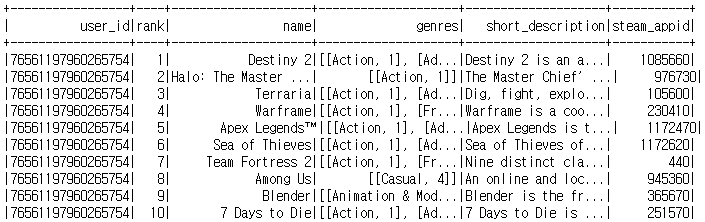 +-----------------+----+--------------------+--------------------+--------------------+-----------+
|          user_id|rank|                name|              genres|   short_description|steam_appid|
+-----------------+----+--------------------+--------------------+--------------------+-----------+
|76561197960265754|   1|           Destiny 2|[[Action, 1], [Ad...|Destiny 2 is an a...|    1085660|
|76561197960265754|   2|Halo: The Master ...|       [[Action, 1]]|The Master Chief’ ...|     976730|
|76561197960265754|   3|            Terraria|[[Action, 1], [Ad...|Dig, fight, explo...|     105600|
|76561197960265754|   4|            Warframe|[[Action, 1], [Fr...|Warframe is a coo...|     230410|
|76561197960265754|   5|       Apex Legends™|[[Action, 1], [Ad...|Apex Legends is t...|    1172470|
|76561197960265754|   6|      Sea of Thieves|[[Action, 1], [Ad...|Sea of Thieves of...|    1172620|
|76561197960265754|   7|     Team Fortress 2|[[Action, 1], [Fr...|Nine distinct cla...|        440|
|76561197960265754|   8|            Among Us|       [[Casual, 4]]|An online and loc...|     945360|
|76561197960265754|   9|             Blender|[[Animation & Mod...|Blender is the fr...|     365670|
|76561197960265754|  10|       7 Days to Die|[[Action, 1], [Ad...|7 Days to Die is ...|     251570|